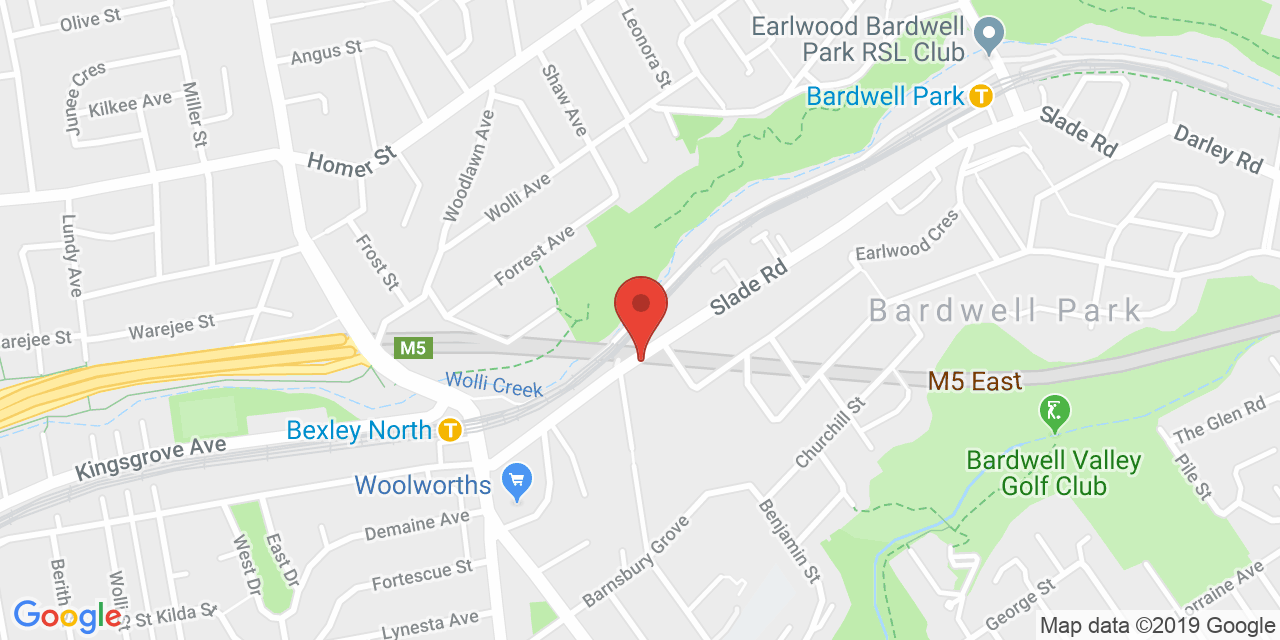 Olive St
Angus St
Junee Cres
Kilkee Ave
Miller St
Leonora St
Shaw Ave
Earlwood Bardwell
Park RSL Club
Bardwell Park
T
Slade Rd
Darley Rd
Homer St
Woodlawn Ave
Wolli Ave
Forrest Ave
Frost St
Lundy Ave
Earlwood Cres
Slade Rd
Bardwell Park
Warejee St
arejee St
M5
Wolli Creek
M5 East
Bexley North
T
Kingsgrove Ave
Woolworths
Churchill St
The Glen Rd
Pile St
Bardwell Valley
Golf Club
Demaine Ave
Benjamin St
Barnsbury Grove
West Dr
East Dr
Fortescue St
Berith
Wolli St
St Kilda St
Lynesta Ave
George St
orraine Ave
Google
Map data ©2019 Google